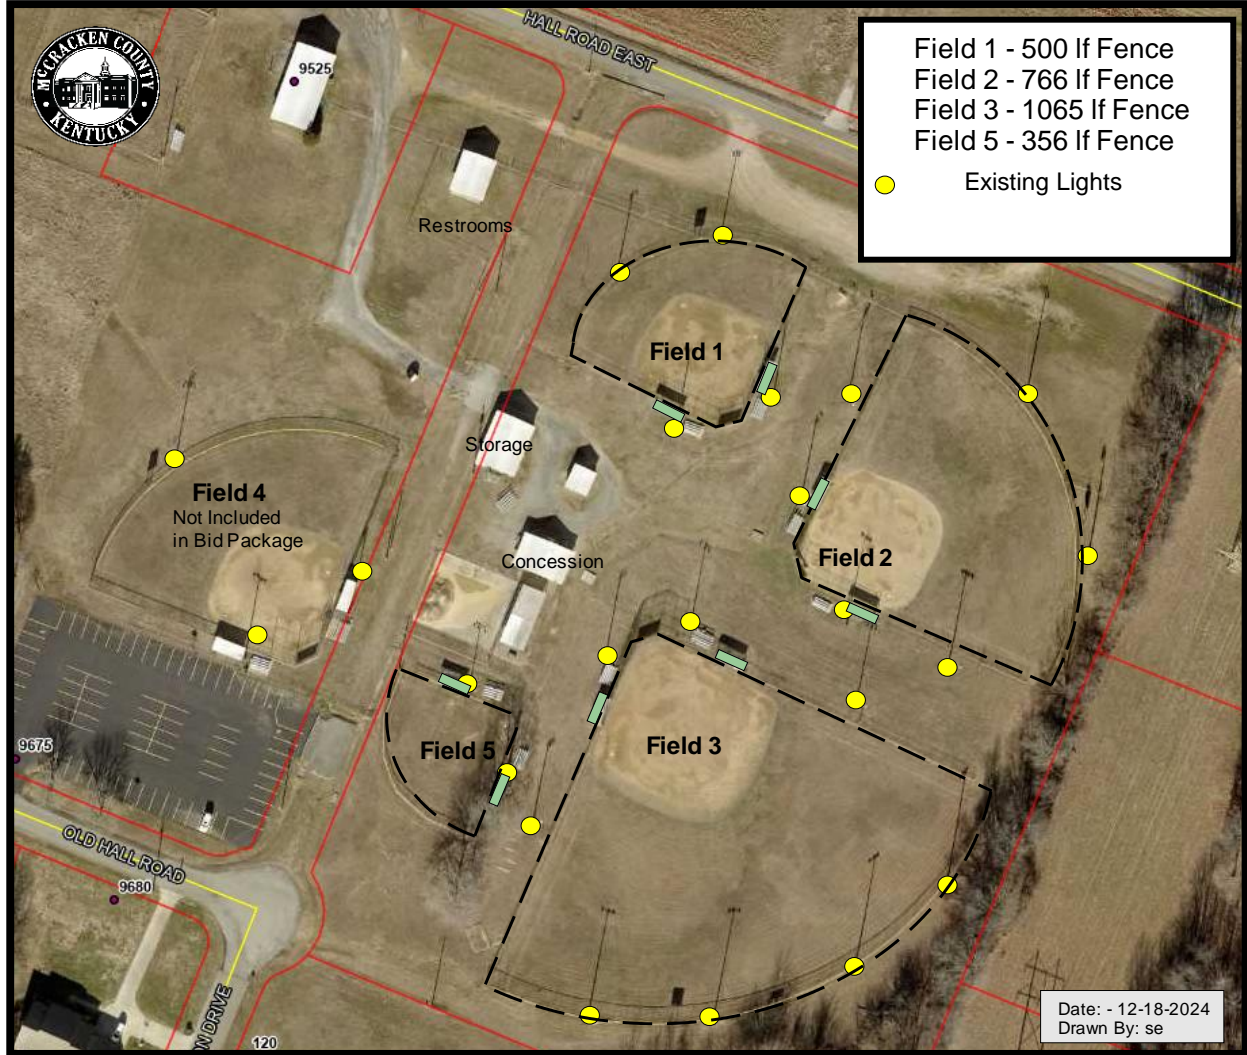 McCRACKEN COUNTY
KENTUCKY
9525
HALL ROAD EAST
Field 1 - 500 lf Fence
Field 2 - 766 lf Fence
Field 3 - 1065 lf Fence
Field 5 - 356 lf Fence
Existing Lights
Restrooms
Field 1
Storage
Field 4
Not Included
in Bid Package
Concession
Field 2
Field 3
Field 5
9675
OLD HALL ROAD
9680
ON DRIVE
120
Date: - 12-18-2024
Drawn By: se